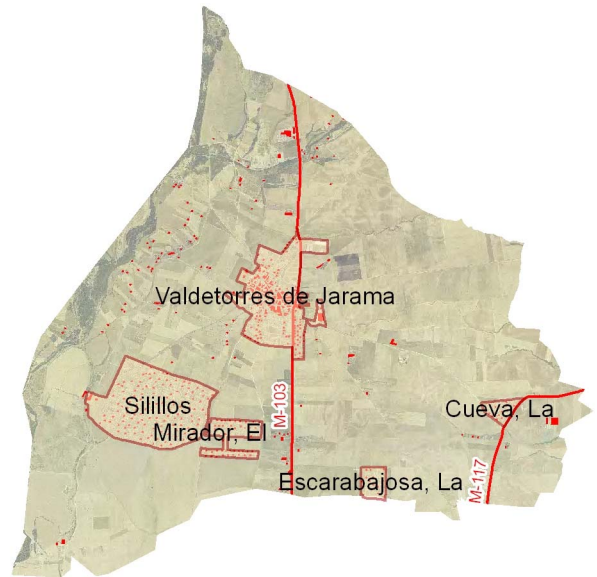 Valdetorres de Jarama
Silillos
M-103
Cueva, La
Mirador, El
Escarabajosa, La
M-117